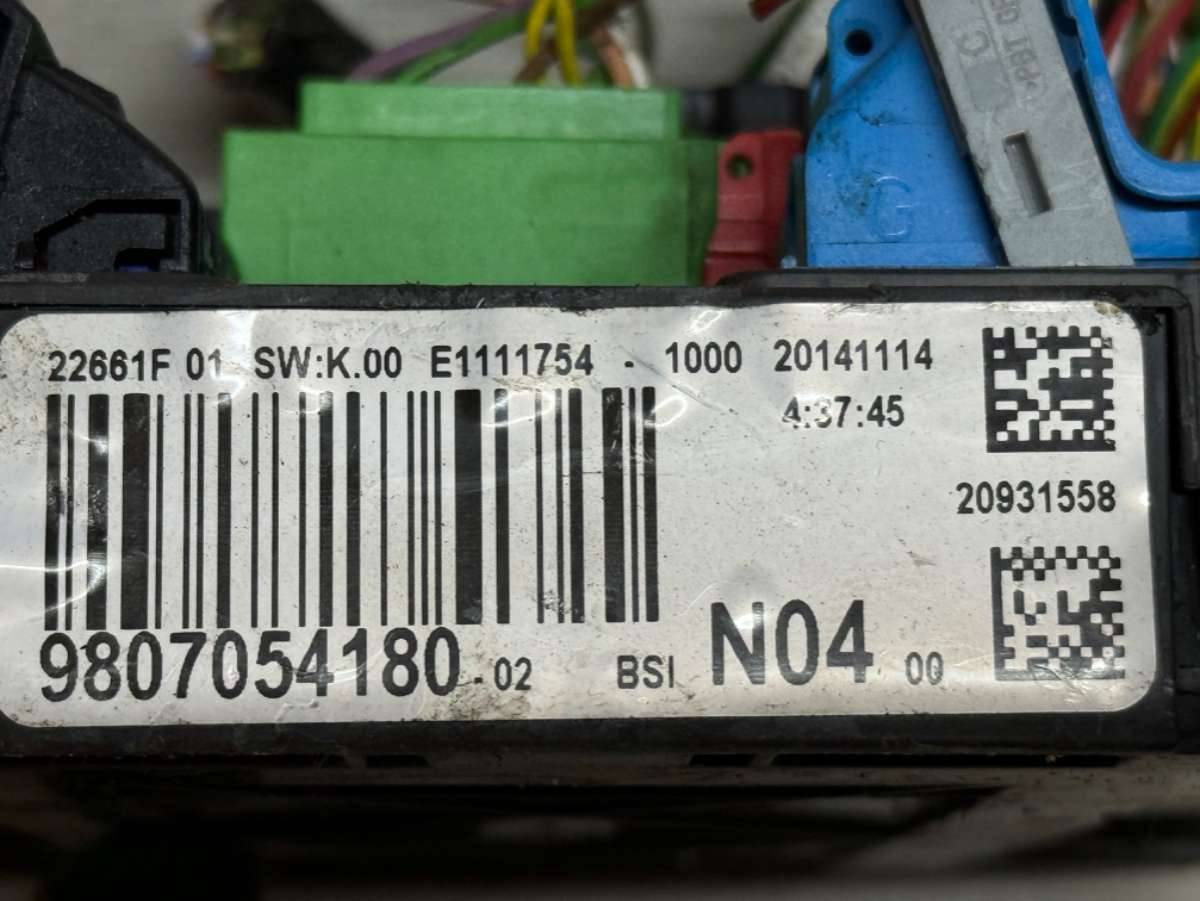 C
G
22661F 01 SW:K.00 E1111754 - 1000 20141114
4:37:45
20931558
9807054180-02 BSI N04 00